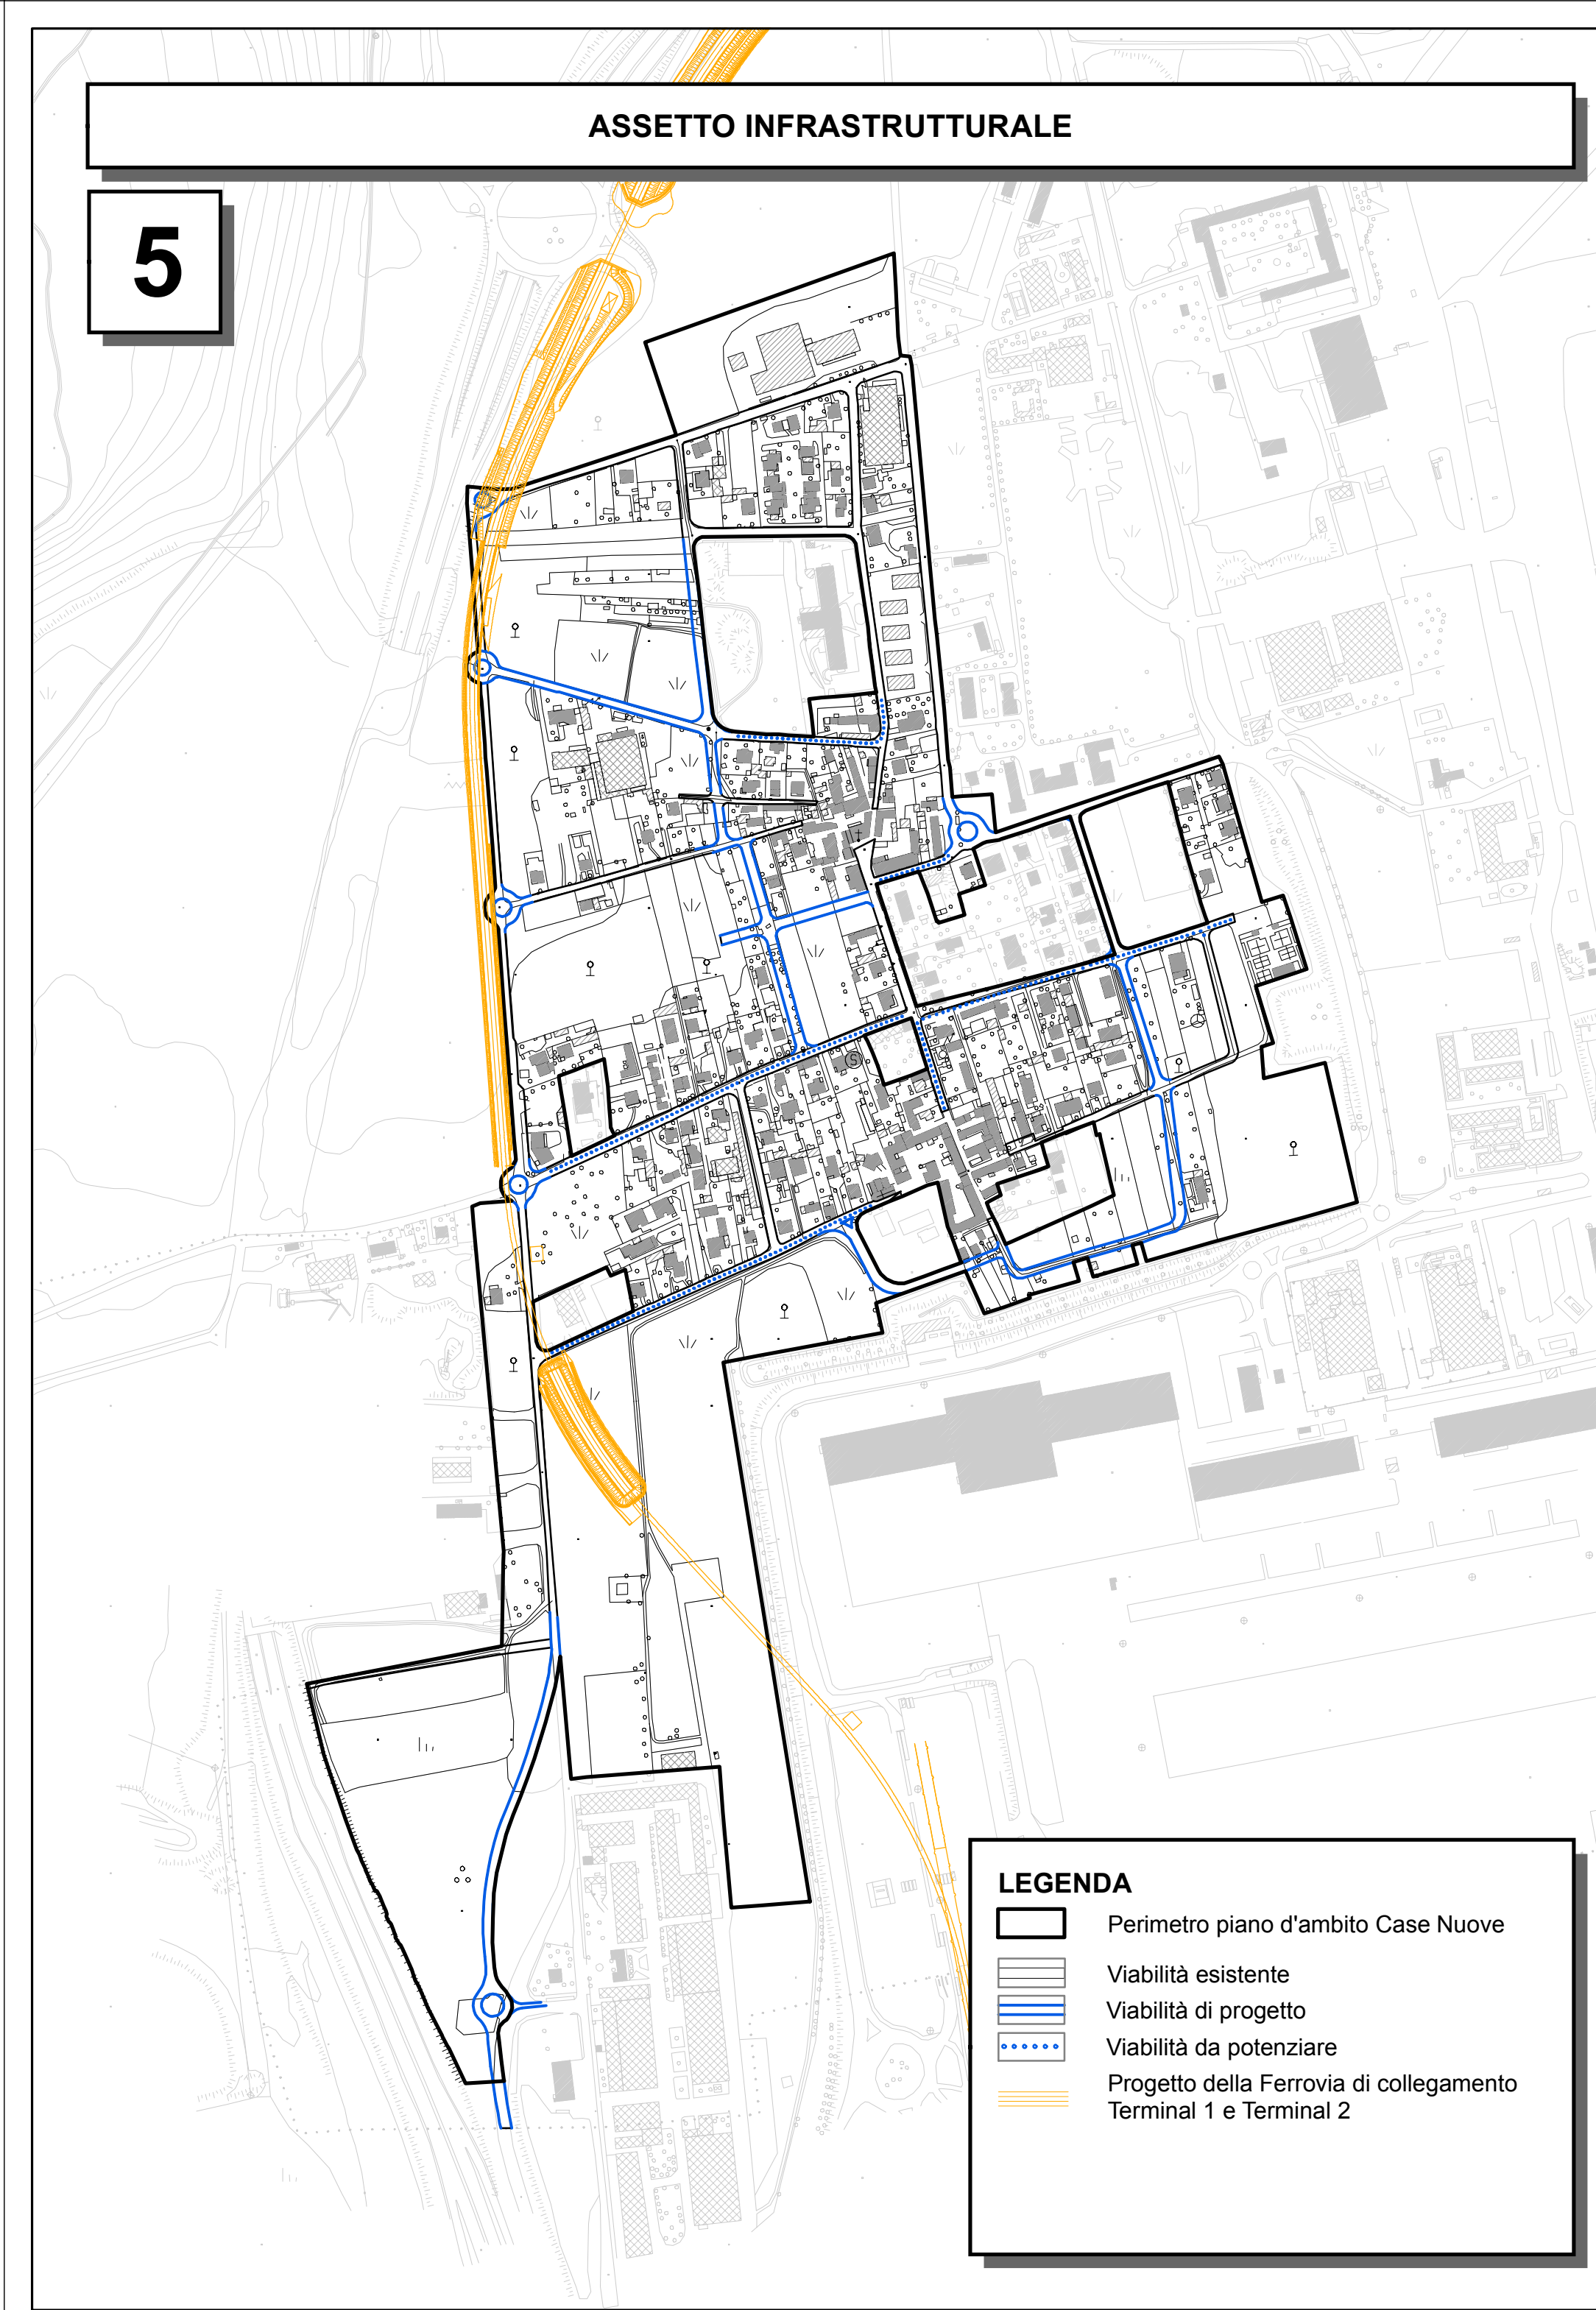 ASSETTO INFRASTRUTTURALE
5
S
LEGENDA
Perimetro piano d'ambito Case Nuove
Viabilità esistente
Viabilità di progetto
Viabilità da potenziare
Progetto della Ferrovia di collegamento
Terminal 1 e Terminal 2